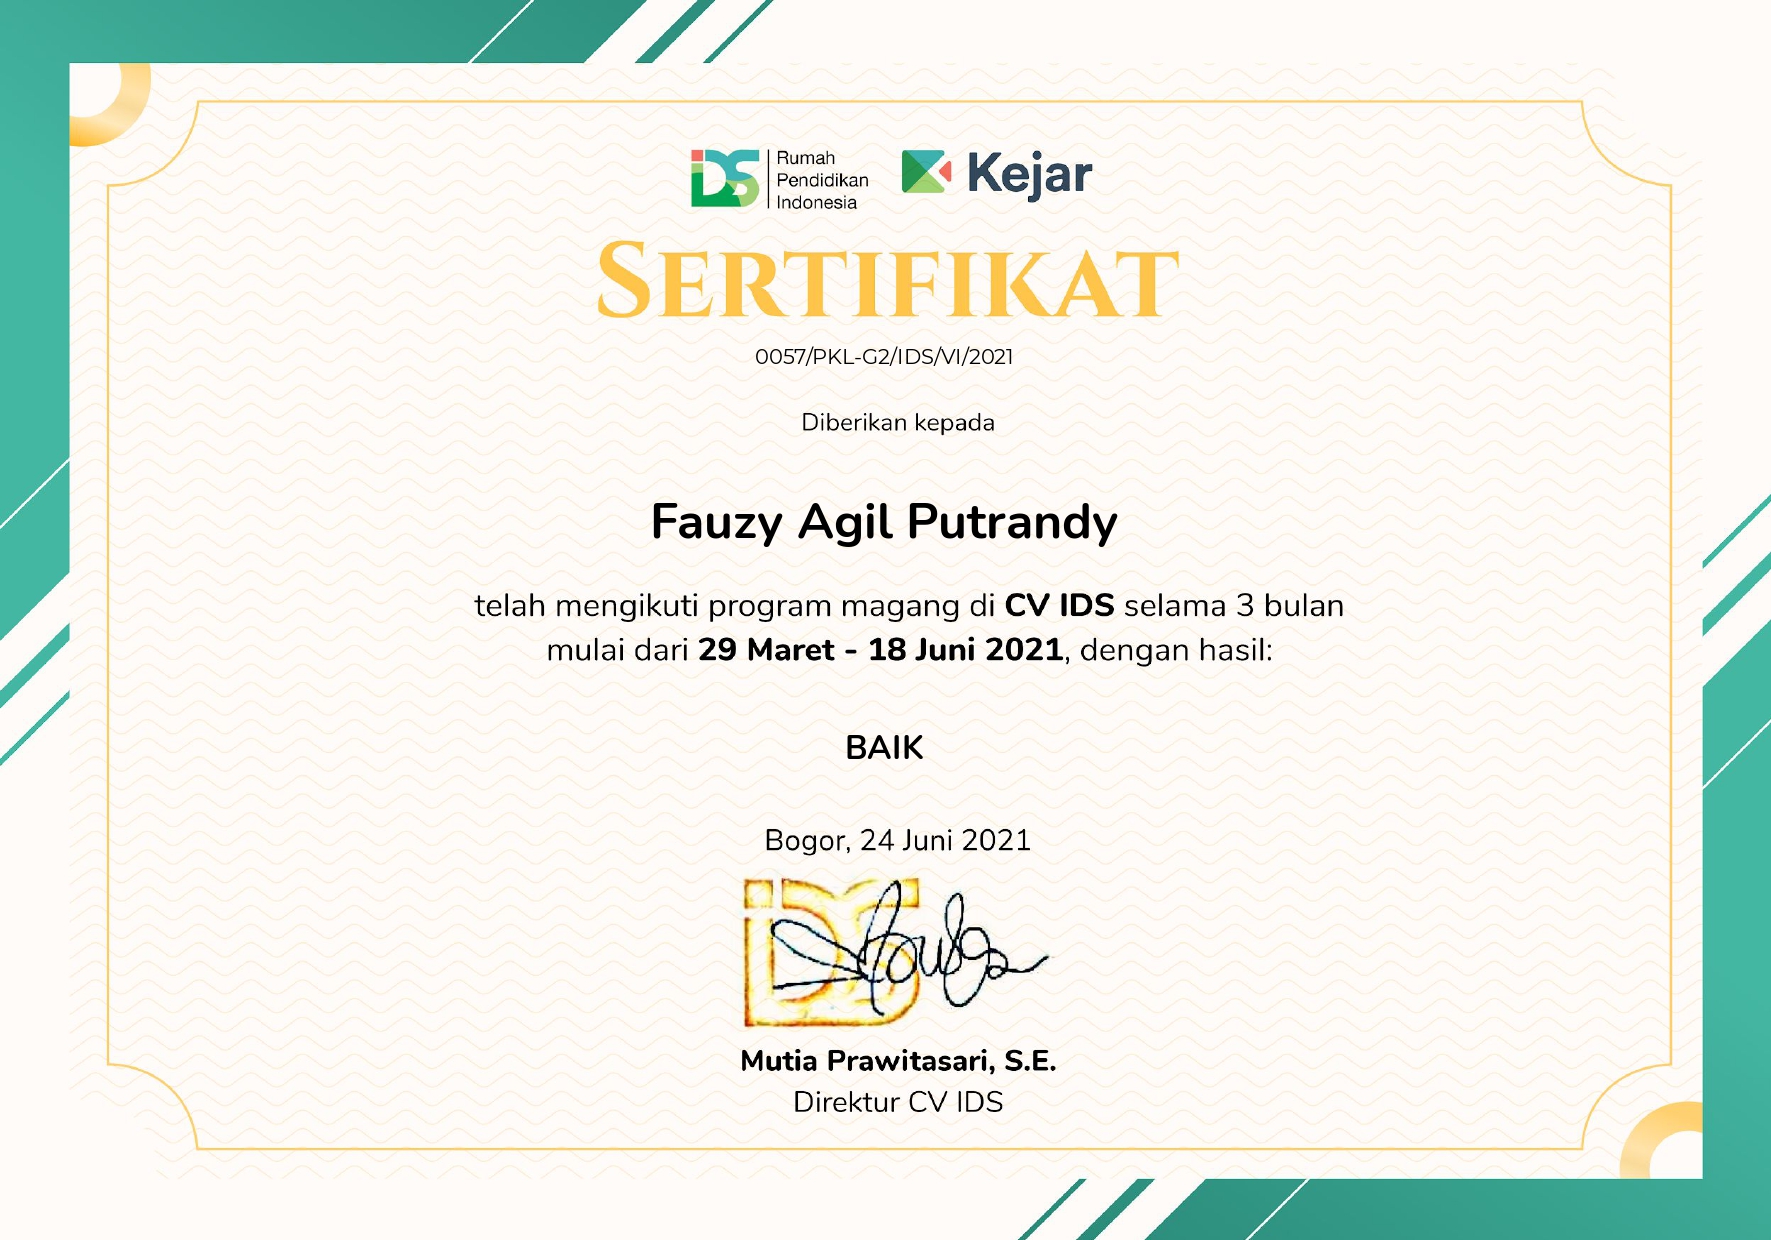 iDS
Rumah
Pendidikan
Indonesia
Kejar
SERTIFIKAT
0057/PKL-G2/IDS/VI/2021
Diberikan kepada
Fauzy Agil Putrandy
telah mengikuti program magang di CV IDS selama 3 bulan
mulai dari 29 Maret - 18 Juni 2021, dengan hasil:
BAIK
Bogor, 24 Juni 2021
iDS
Mutia Prawitasari, S.E.
Direktur CV IDS